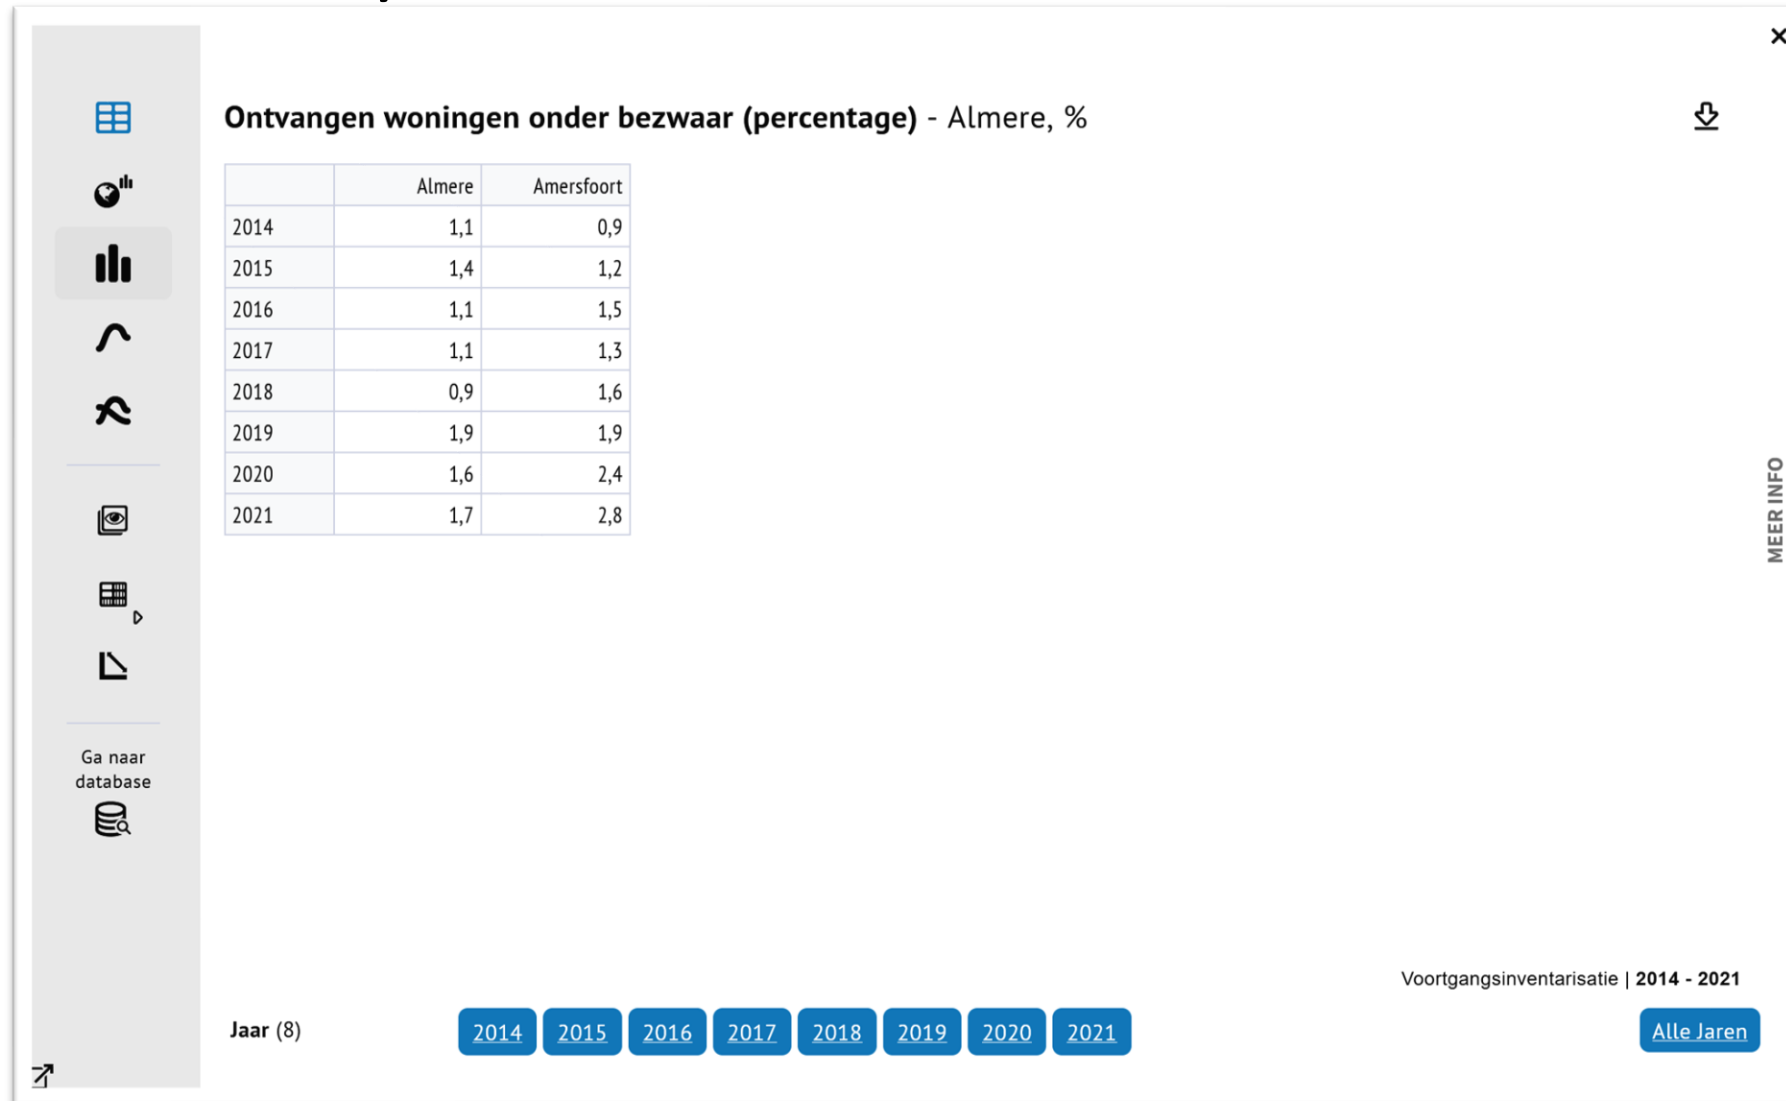 Ontvangen woningen onder bezwaar (percentage) - Almere, %
Almere Amersfoort
2014 1,1 0,9
2015 1,4 1,2
2016 1,1 1,5
2017 1,1 1,3
2018 0,9 1,6
2019 1,9 1,9
2020 1,6 2,4
2021 1,7 2,8
MEER INFO
Ga naar
database
Voortgangsinventarisatie | 2014 - 2021
Jaar (8) 2014 2015 2016 2017 2018 2019 2020 2021 Alle Jaren